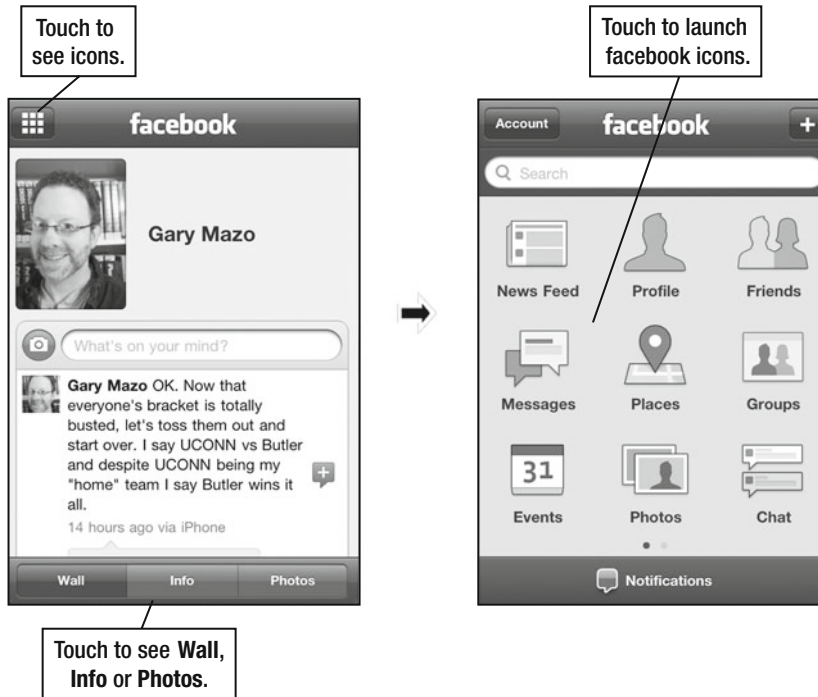 Touch to
see icons.
Touch to launch
facebook icons.
facebook
Gary Mazo
What's on your mind?
Gary Mazo OK. Now that
everyone's bracket is totally
busted, let's toss them out and
start over. I say UCONN vs Butler
and despite UCONN being my
"home" team I say Butler wins it
all.
14 hours ago via iPhone
Wall Info Photos
Touch to see Wall,
Info or Photos.
Account facebook +
Search
News Feed Profile Friends
Messages Places Groups
31
Events Photos Chat
Notifications